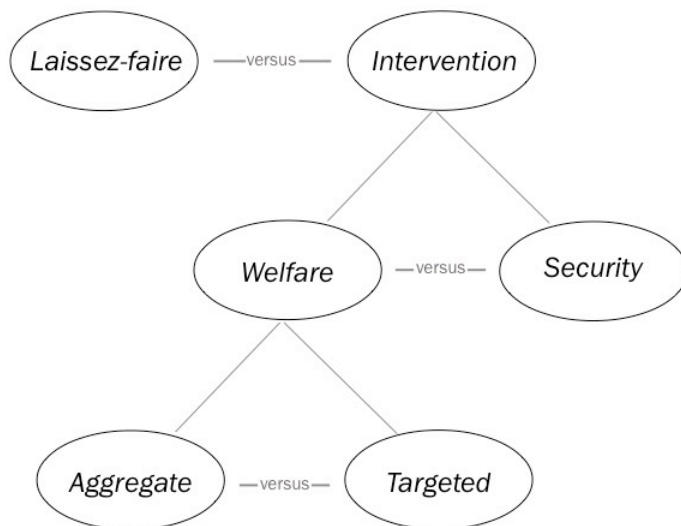 Laissez-faire versus Intervention
Welfare versus Security
Aggregate versus Targeted